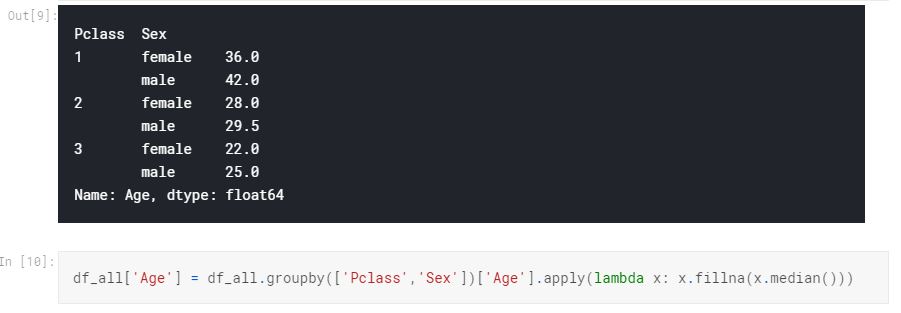 Out[9]:
Pclass  Sex
1       female    36.0
        male      42.0
2       female    28.0
        male      29.5
3       female    22.0
        male      25.0
Name: Age, dtype: float64
In [10]:
df_all['Age'] = df_all.groupby(['Pclass','Sex'])['Age'].apply(lambda x: x.fillna(x.median()))